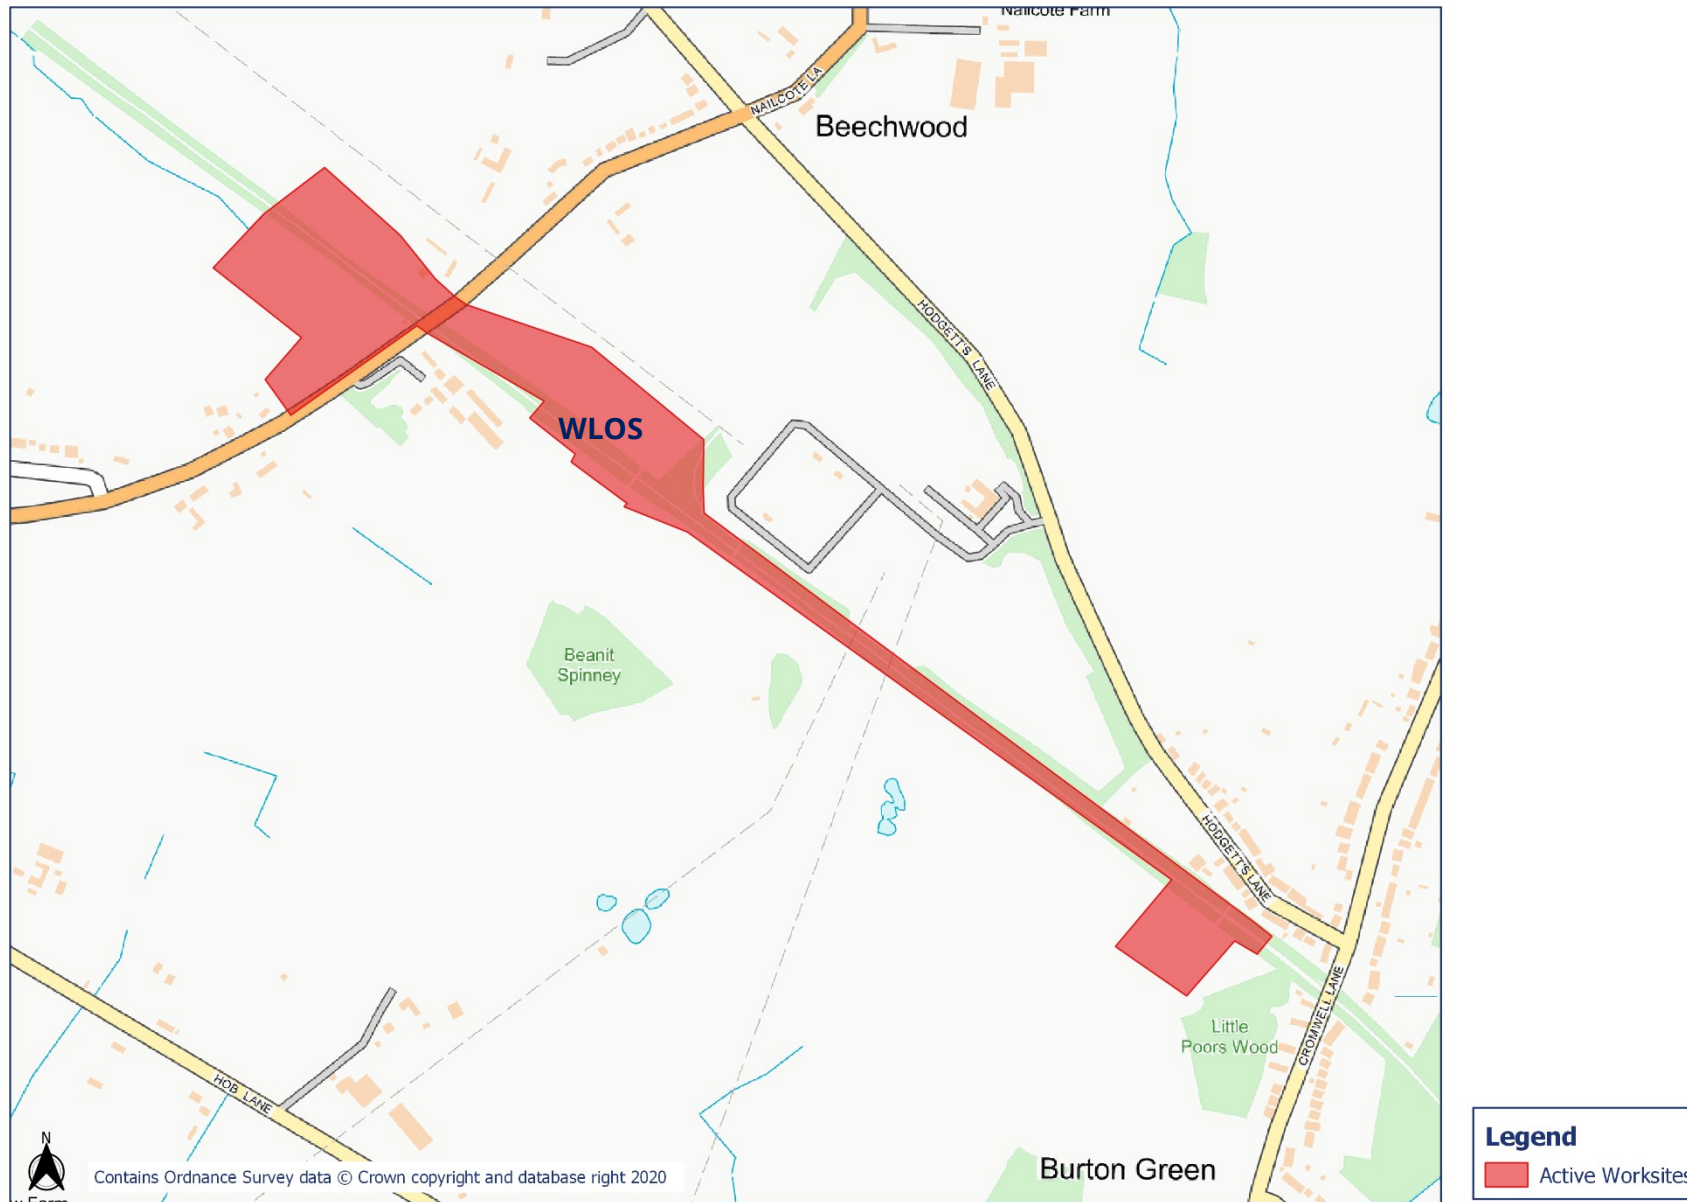 Nailcote Farm
NAILCOTE LA
Beechwood
HODGETT'S LANE
WLOS
Beanit
Spinney
HODGETT'S LANE
CROMWELL LANE
Little
Poors Wood
HOB LANE
Burton Green
N
Contains Ordnance Survey data © Crown copyright and database right 2020
w Farm
Legend
Active Worksites